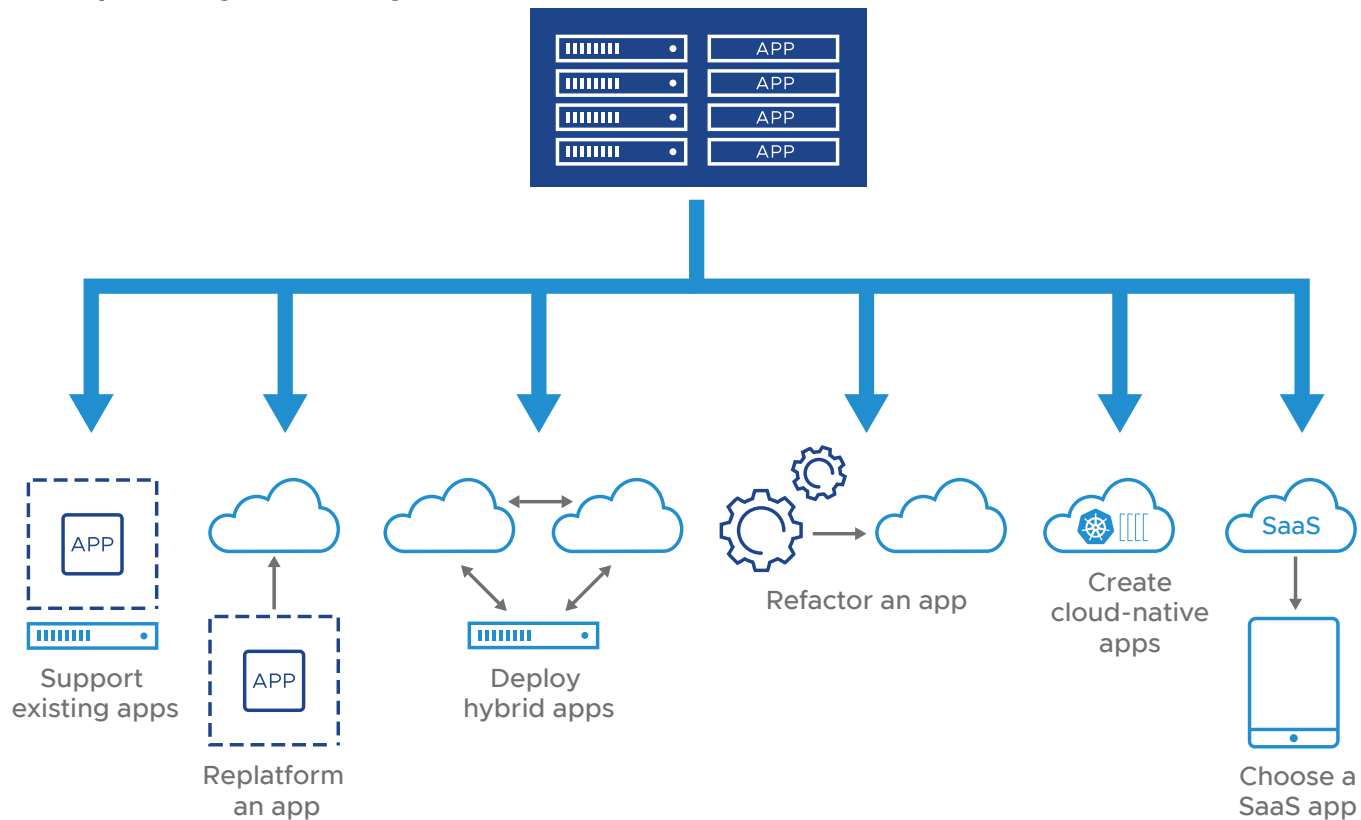 APP
APP
APP
APP
APP
Support
existing apps
APP
Replatform
an app
Deploy
hybrid apps
Refactor an app
Create
cloud-native
apps
SaaS
Choose a
SaaS app